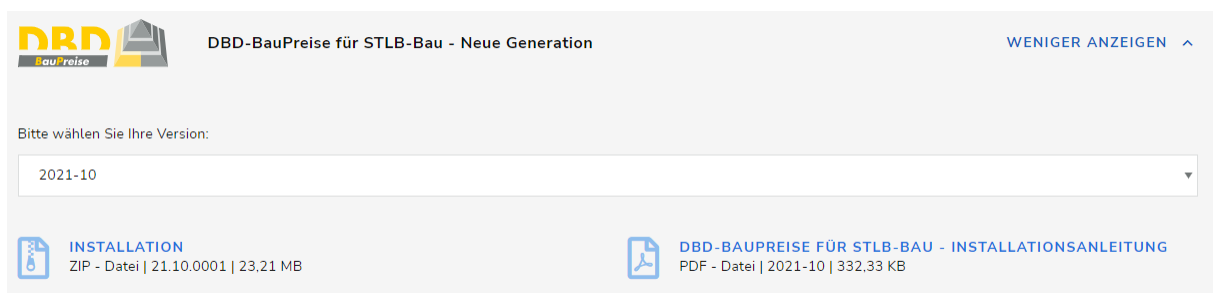 DBD
BauPreise
DBD-BauPreise für STLB-Bau - Neue Generation
WENIGER ANZEIGEN
Bitte wählen Sie Ihre Version:
2021-10
INSTALLATION
ZIP - Datei | 21.10.0001 | 23,21 MB
DBD-BAUPREISE FÜR STLB-BAU - INSTALLATIONSANLEITUNG
PDF - Datei | 2021-10 | 332,33 KB